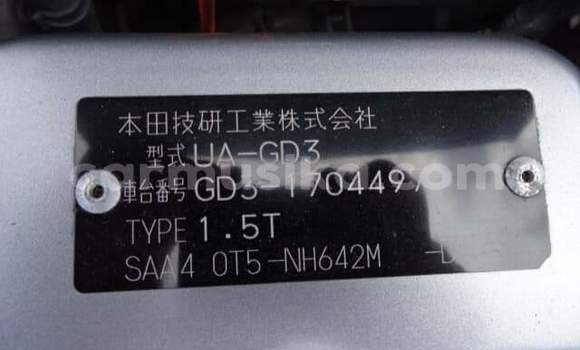 本田技研工業株式会社
型式 UA-GD3
車台番号 GD3-170449
TYPE 1.5T
SAA4 0T5-NH642M